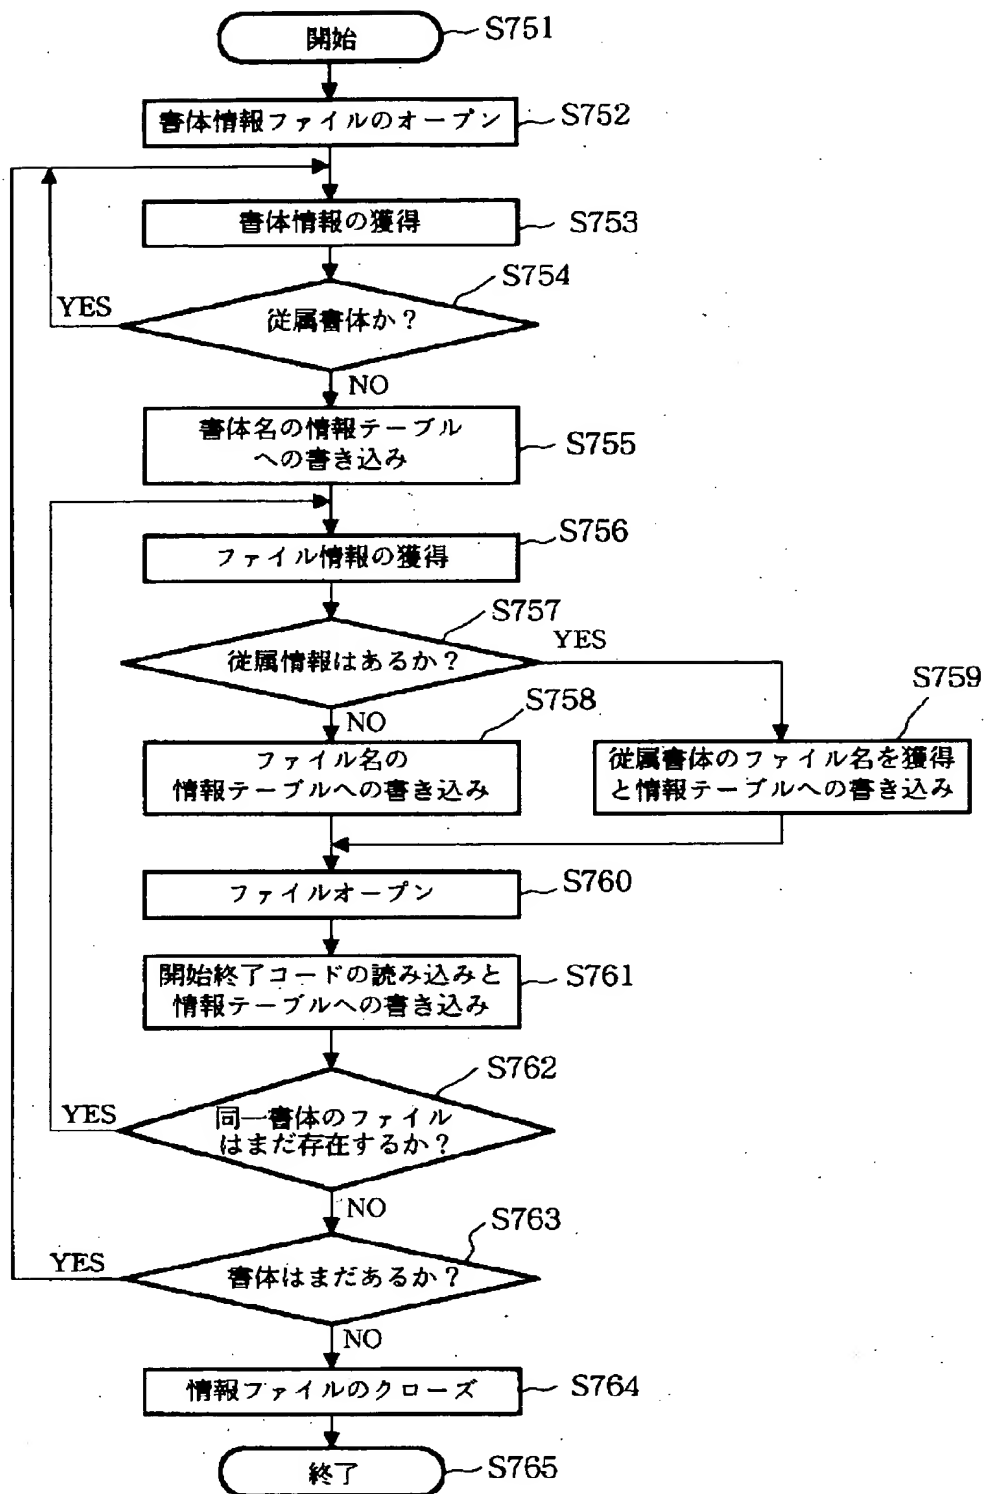 開始
S751
書体情報ファイルのオープン
S752
書体情報の獲得
S753
S754
YES
従属書体か？
NO
書体名の情報テーブル
への書き込み
S755
ファイル情報の獲得
S756
S757
従属情報はあるか？
YES
NO
S758
S759
ファイル名の
情報テーブルへの書き込み
従属書体のファイル名を獲得
と情報テーブルへの書き込み
ファイルオープン
S760
開始終了コードの読み込みと
情報テーブルへの書き込み
S761
S762
YES
同一書体のファイル
はまだ存在するか？
NO
S763
YES
書体はまだあるか？
NO
情報ファイルのクローズ
S764
終了
S765